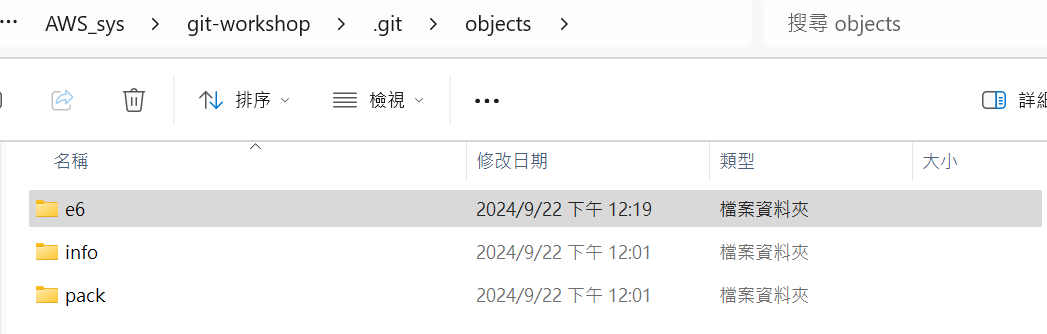 ··· AWS_sys > git-workshop > .git > objects > 搜尋 objects
排序 檢視 ··· 詳細
名稱 修改日期 類型 大小
e6 2024/9/22 下午 12:19 檔案資料夾
info 2024/9/22 下午 12:01 檔案資料夾
pack 2024/9/22 下午 12:01 檔案資料夾